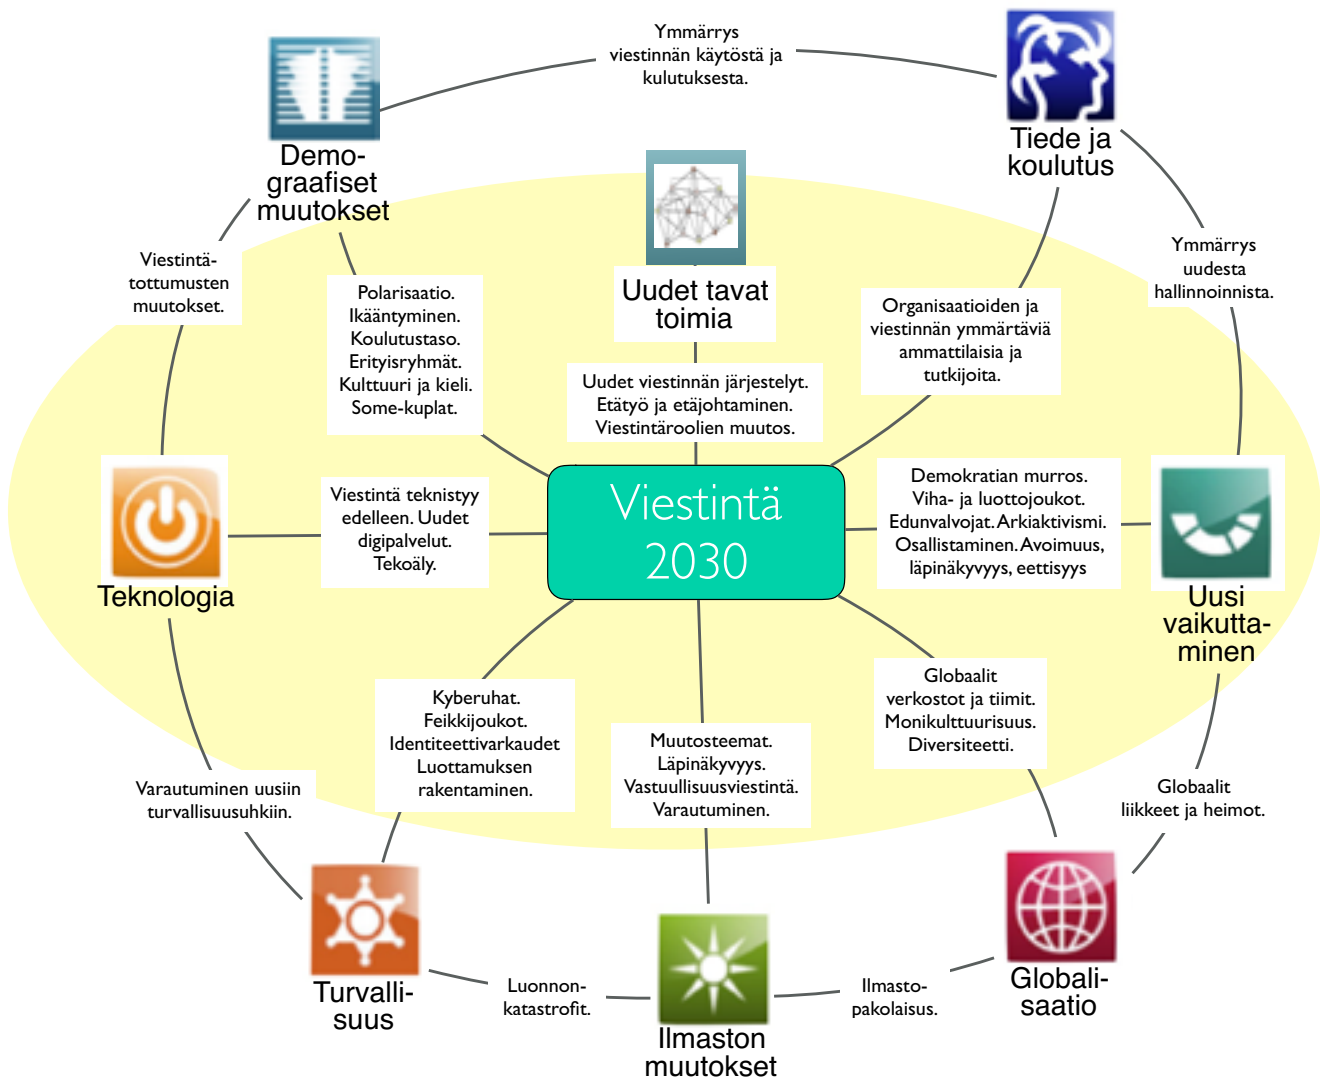 Ymmärrys
viestinnän käytöstä ja
kulutuksesta.
Demo-
graafiset
muutokset
Tiede ja
koulutus
Viestintä-
tottumusten
muutokset.
Ymmärrys
uudesta
hallinnoinnista.
Polarisaatio.
Ikääntyminen.
Koulutustaso.
Erityisryhmät.
Kulttuuri ja kieli.
Some-kuplat.
Uudet tavat
toimia
Uudet viestinnän järjestelyt.
Etätyö ja etäjohtaminen.
Viestintäroolien muutos.
Organisaatioiden ja
viestinnän ymmärtäviä
ammattilaisia ja
tutkijoita.
Teknologia
Viestintä teknistyy
edelleen. Uudet
digipalvelut.
Tekoäly.
Viestintä
2030
Demokratian murros.
Viha- ja luottojoukot.
Edunvalvojat. Arkiaktivismi.
Osallistaminen. Avoimuus,
läpinäkyvyys, eettisyys
Uusi
vaikutta-
minen
Kyberuhat.
Feikkijoukot.
Identiteettivarkaudet
Luottamuksen
rakentaminen.
Muutosteemat.
Läpinäkyvyys.
Vastuullisuusviestintä.
Varautuminen.
Globaalit
verkostot ja tiimit.
Monikulttuurisuus.
Diversiteetti.
Varautuminen uusiin
turvallisuusuhkiin.
Globaalit
liikkeet ja heimot.
Turvalli-
suus
Luonnon-
katastrofit.
Ilmaston
muutokset
Ilmasto-
pakolaisuus.
Globali-
saatio